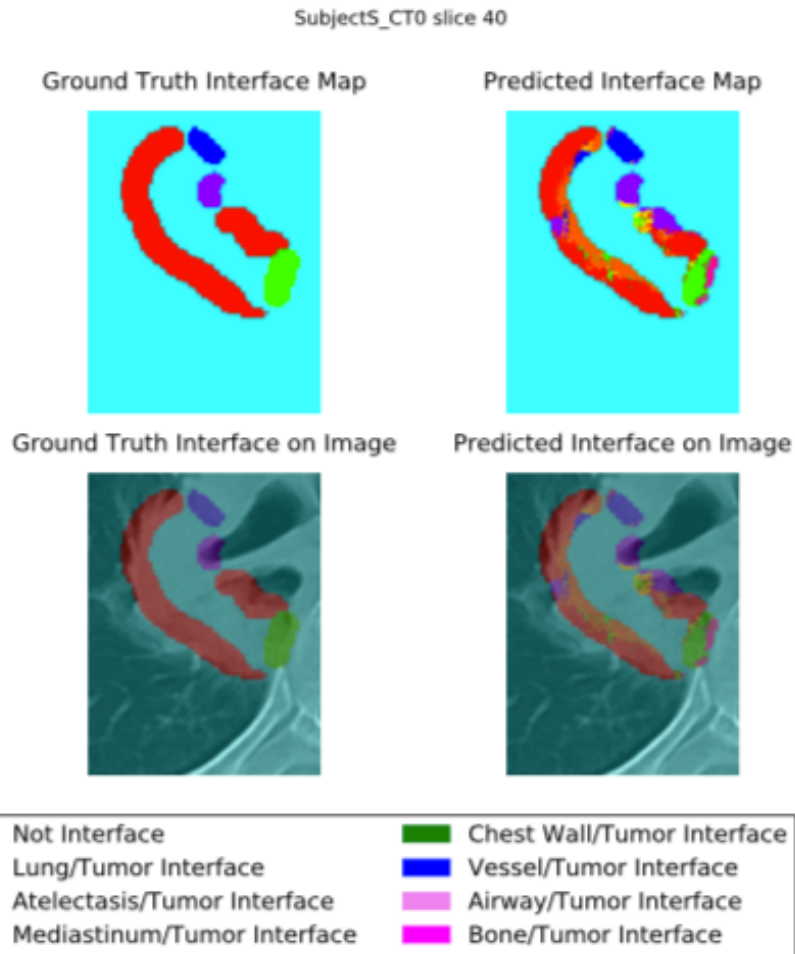 SubjectS_CT0 slice 40
Ground Truth Interface Map
Predicted Interface Map
Ground Truth Interface on Image
Predicted Interface on Image
Not Interface
Lung/Tumor Interface
Atelectasis/Tumor Interface
Mediastinum/Tumor Interface
Chest Wall/Tumor Interface
Vessel/Tumor Interface
Airway/Tumor Interface
Bone/Tumor Interface